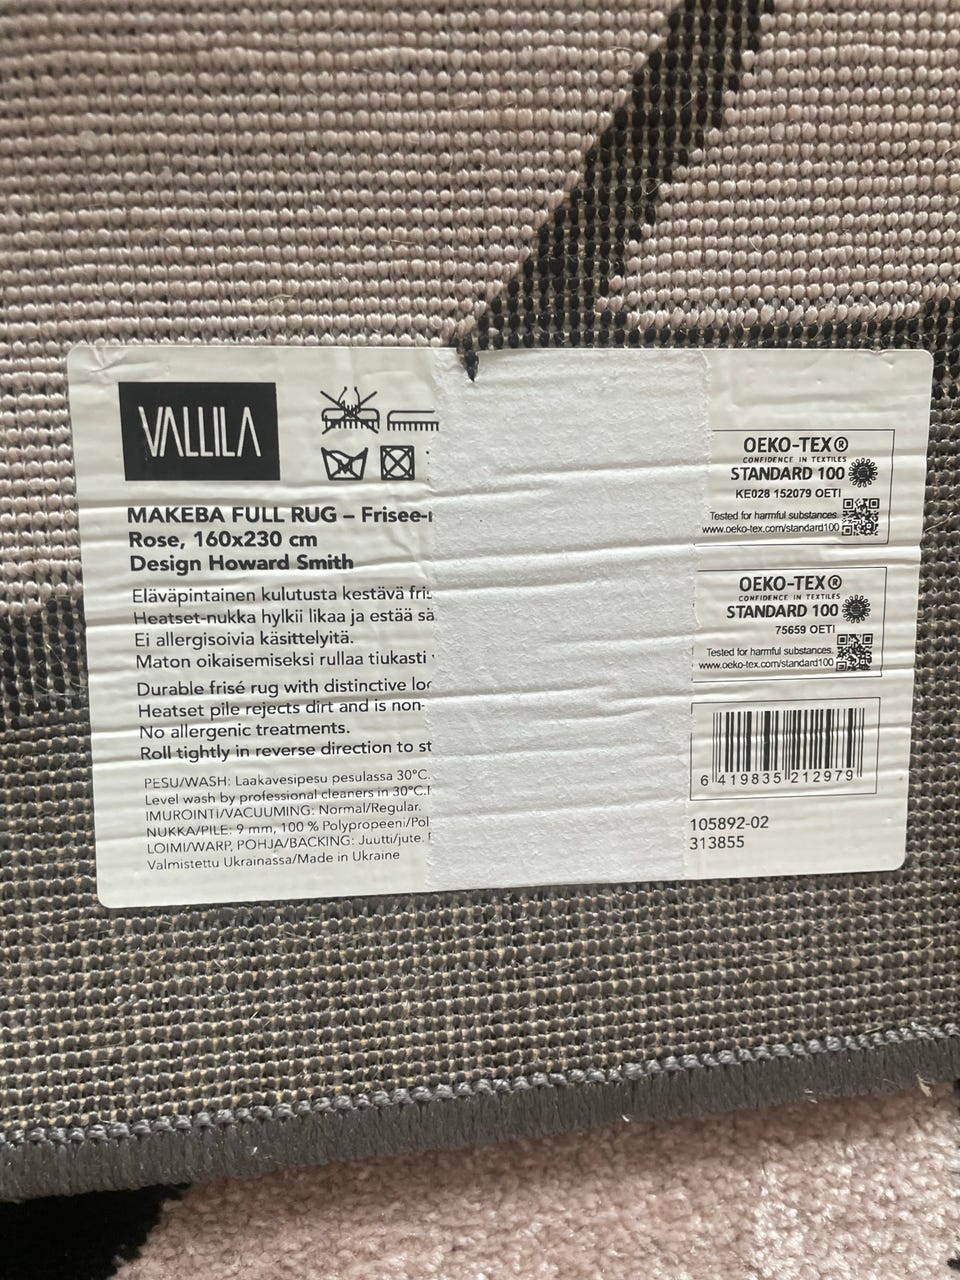 VALLILA
MAKEBA FULL RUG – Frisee-
Rose, 160x230 cm
Design Howard Smith
Eläväpintainen kulutusta kestävä
Heatset-nukka hylkii likaa ja estää
Ei allergisoivia käsittelyitä.
Maton oikaisemiseksi rullaa tiukasti
Durable frisé rug with distinctive
Heatset pile rejects dirt and is non-
No allergenic treatments.
Roll tightly in reverse direction to
PESU/WASH: Laakavesipesu pesulassa 30°C.
Level wash by professional cleaners in 30°C.
IMUROINTI/VACUUMING: Normal/Regular.
NUKKA/PILE: 9 mm, 100 % Polypropeeni/
LOIMI/WARP, POHJA/BACKING: Juutti/jute.
Valmistettu Ukrainassa/Made in Ukraine
OEKO-TEX®
CONFIDENCE IN TEXTILES
STANDARD 100
KE028 152079 OETI
Tested for harmful substances.
www.oeko-tex.com/standard100
OEKO-TEX®
CONFIDENCE IN TEXTILES
STANDARD 100
75659 OETI
Tested for harmful substances.
www.oeko-tex.com/standard100
6 419835 212979
105892-02
313855